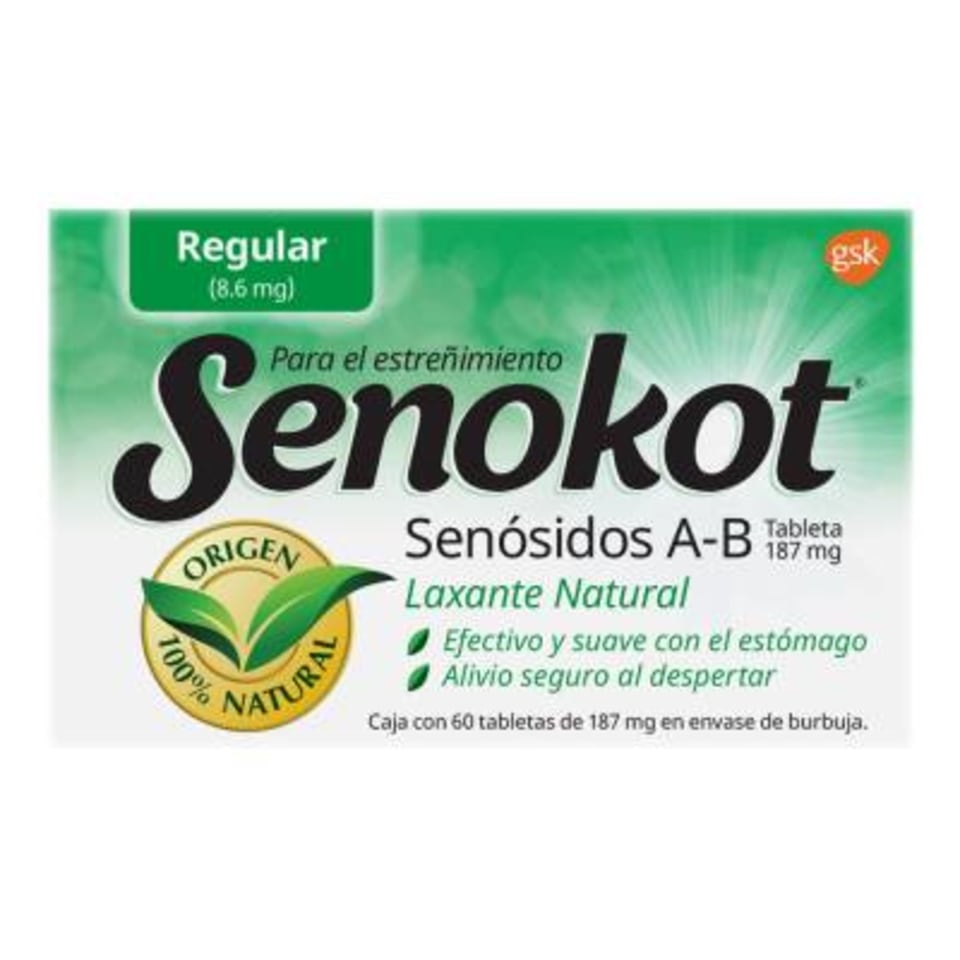 Regular
(8.6 mg)
gsk
Para el estreñimiento
Senokot®
Senósidos A-B Tableta
187 mg
Laxante Natural
Efectivo y suave con el estómago
Alivio seguro al despertar
ORIGEN
100% NATURAL
Caja con 60 tabletas de 187 mg en envase de burbuja.